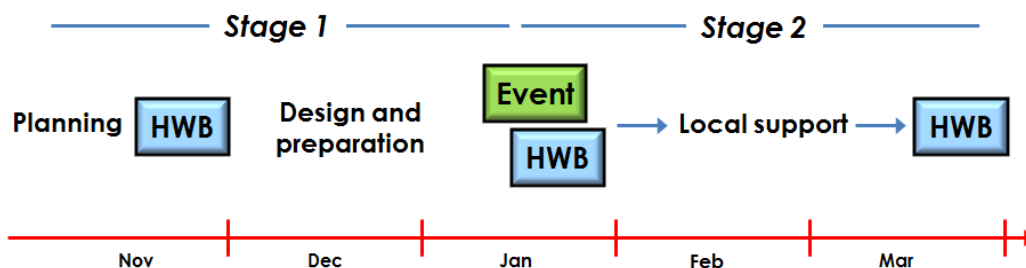 Stage 1
Stage 2
Event
Planning
HWB
Design and
preparation
HWB
Local support
HWB
Nov
Dec
Jan
Feb
Mar